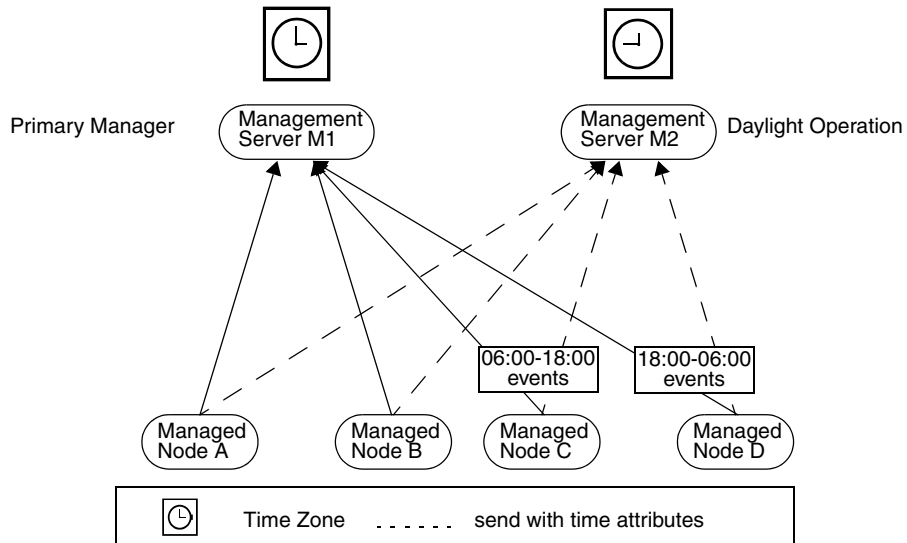 Primary Manager
Management
Server M1
Management
Server M2
Daylight Operation
06:00-18:00
events
18:00-06:00
events
Managed
Node A
Managed
Node B
Managed
Node C
Managed
Node D
Time Zone
send with time attributes